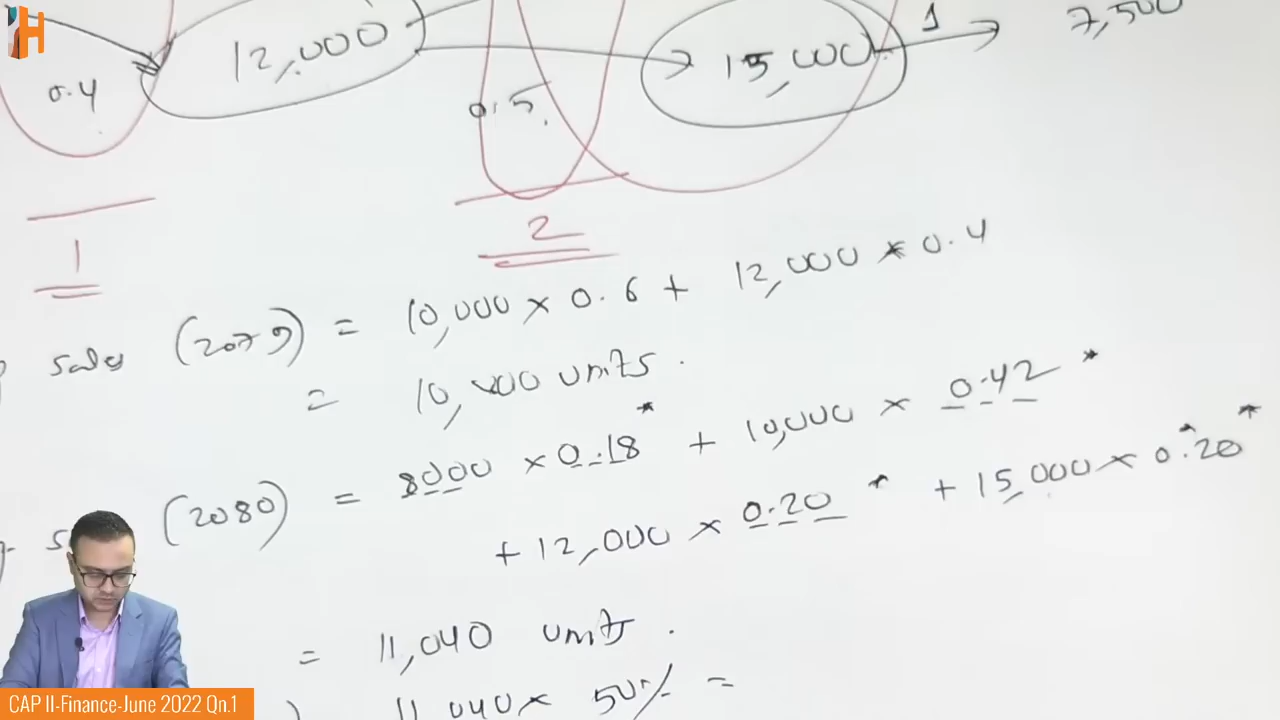 H
12,000
15,000
1
7,500
0.4
0.5
1
2
sales (2079) = 10,000 × 0.6 + 12,000 * 0.4
= 10,800 units.
(2080) = 8000 × 0.18* + 10,000 × 0.42*
+ 12,000 × 0.20* + 15,000 × 0.20*
= 11,040 units.
11,040 × 50% =
CAP II-Finance-June 2022 Qn.1